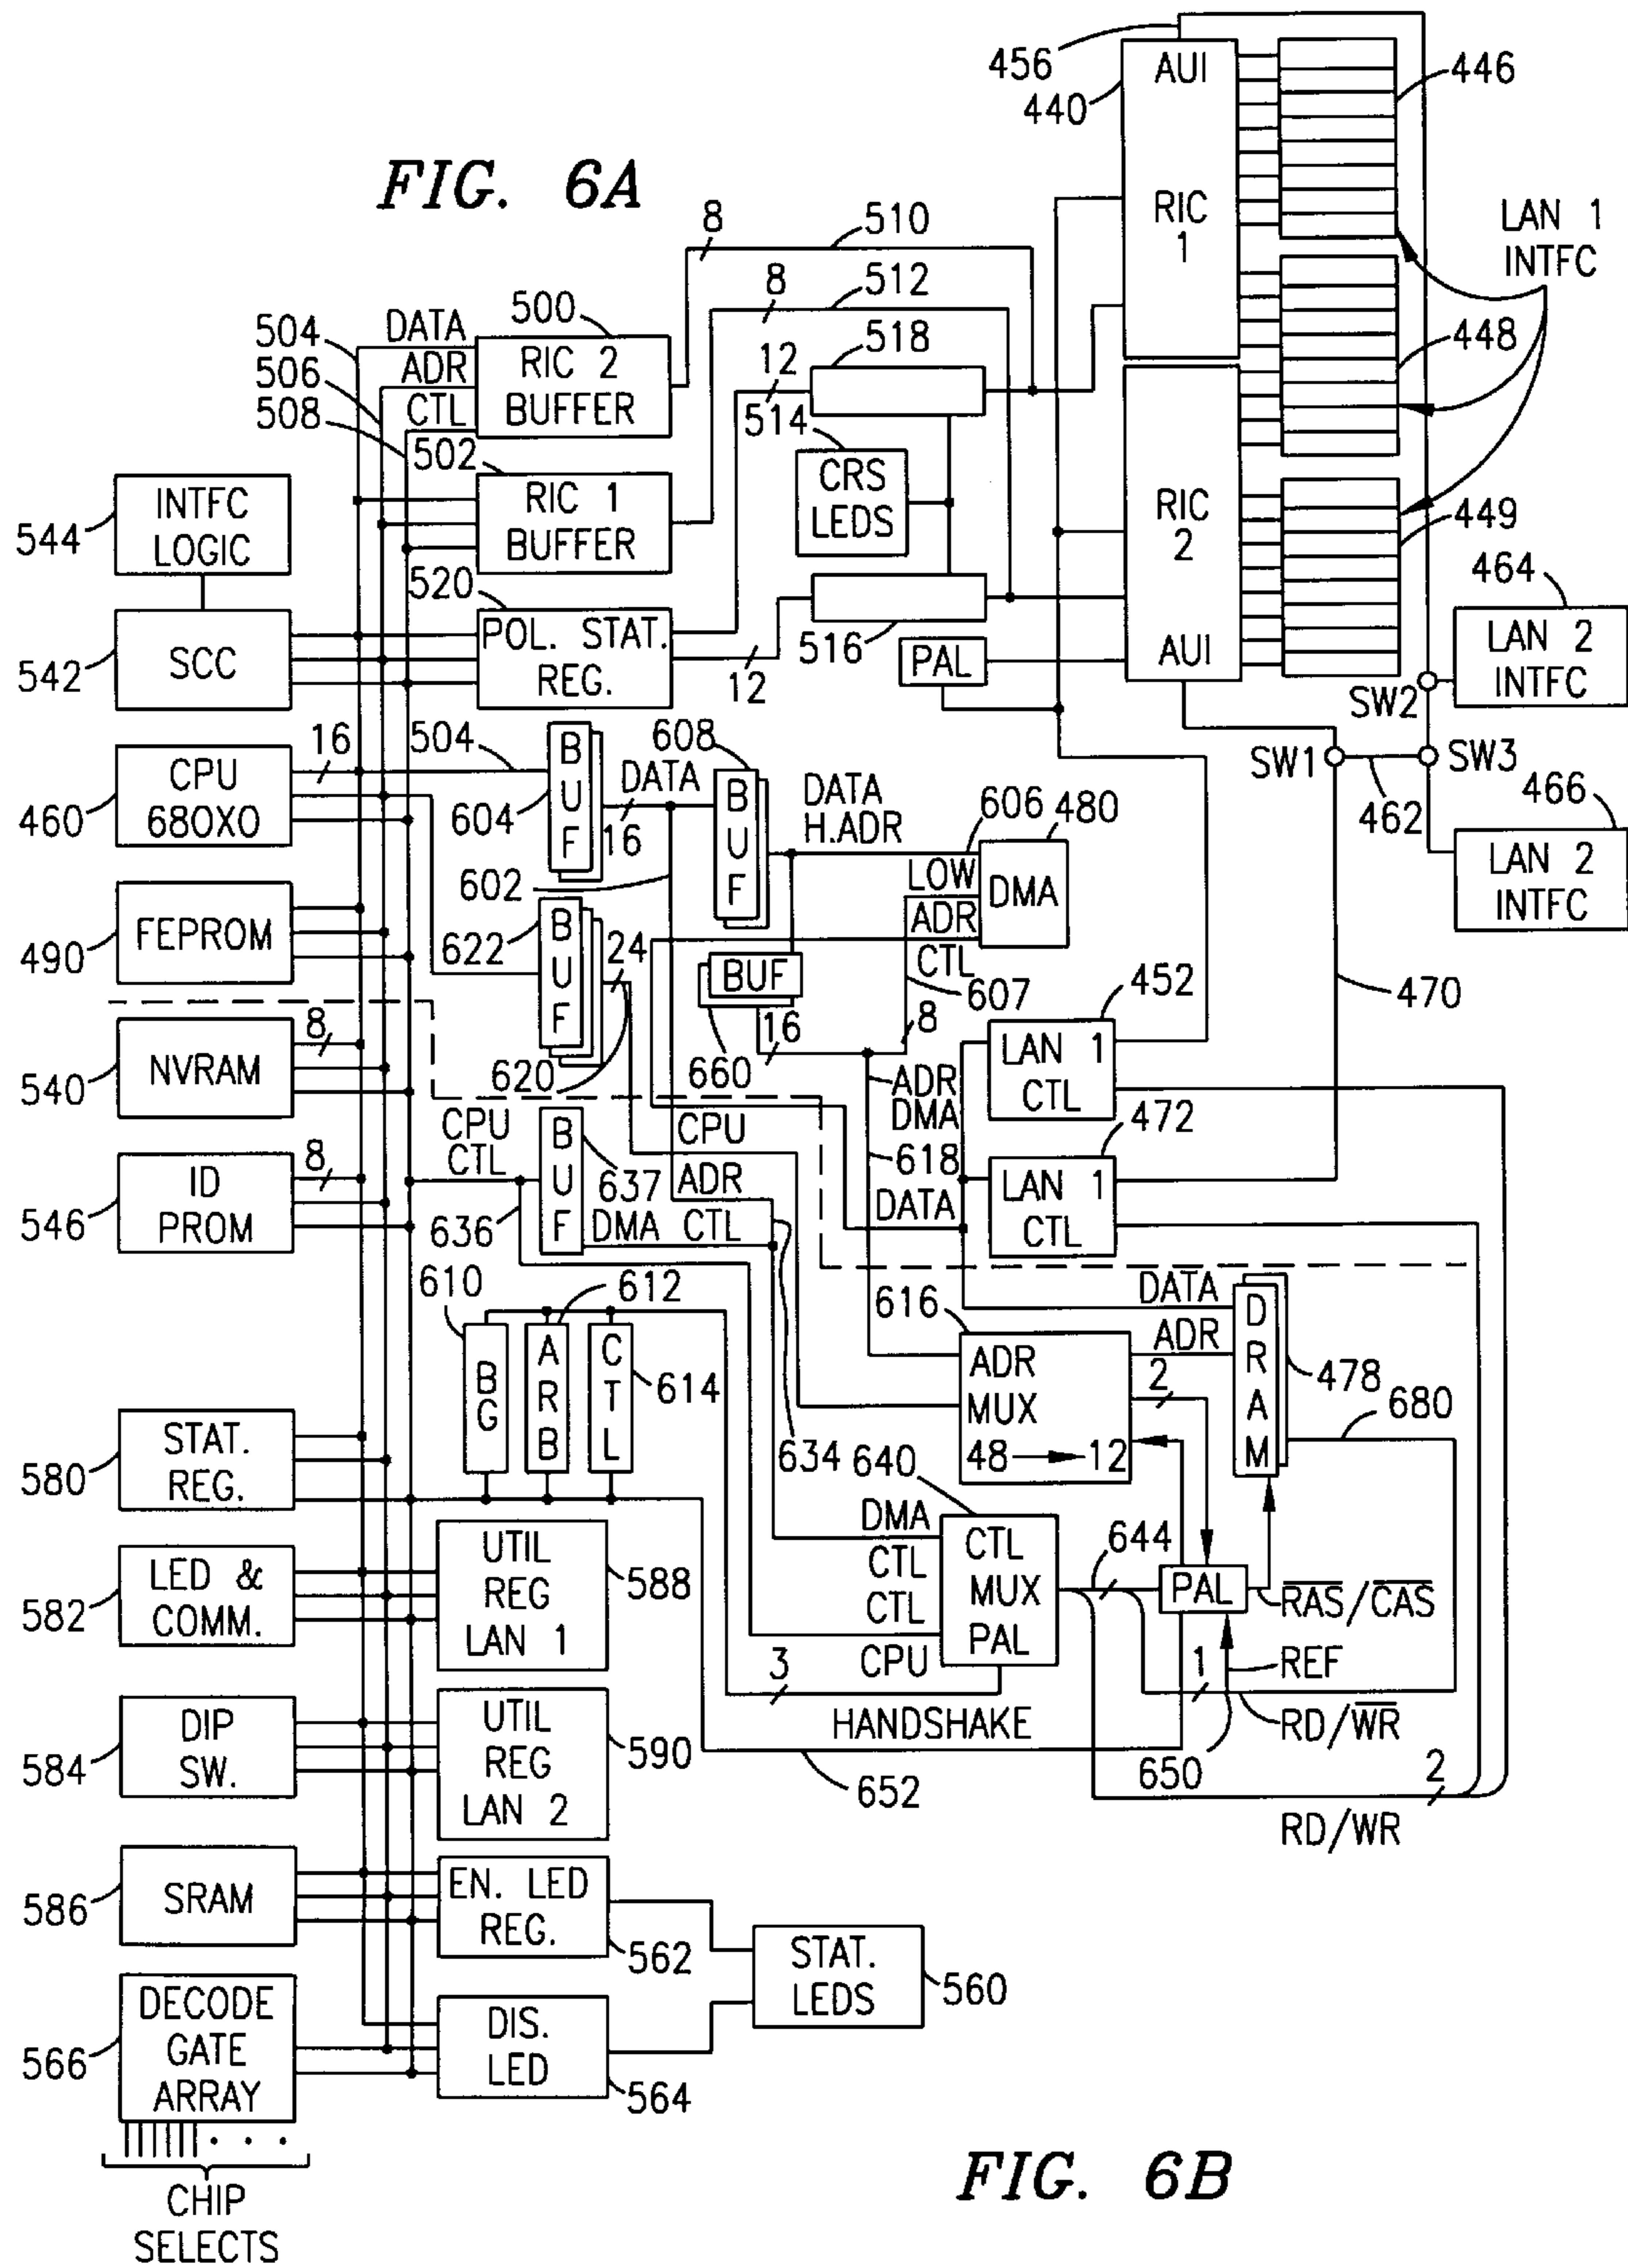 FIG. 6A
456
440
AUI
RIC
1
446
LAN 1
INTFC
448
RIC
2
AUI
449
464
LAN 2
INTFC
SW2
SW1
SW3
462
466
LAN 2
INTFC
470
8
510
8
512
504
506
508
DATA
ADR
CTL
500
RIC 2
BUFFER
12
518
514
CRS
LEDS
502
RIC 1
BUFFER
544
INTFC
LOGIC
520
POL. STAT.
REG.
12
516
PAL
542
SCC
460
CPU
680X0
16
504
BUF
604
DATA
16
608
BUF
DATA
H.ADR
606
480
LOW
ADR
CTL
DMA
602
490
FEPROM
622
BUF
24
620
BUF
660
16
8
607
452
LAN 1
CTL
540
NVRAM
8
ADR
DMA
618
472
LAN 1
CTL
DATA
CPU
CTL
BUF
637
CPU
ADR
DMA CTL
636
546
ID
PROM
8
610
BG
612
ARB
CTL
614
634
616
ADR
MUX
48
12
2
DATA
ADR
DRAM
478
680
580
STAT.
REG.
640
DMA
CTL
CTL
CPU
CTL
MUX
PAL
644
PAL
RAS/CAS
REF
1
RD/WR
650
3
HANDSHAKE
652
2
RD/WR
582
LED &
COMM.
UTIL
REG
LAN 1
588
584
DIP
SW.
UTIL
REG
LAN 2
590
586
SRAM
EN. LED
REG.
562
STAT.
LEDS
560
566
DECODE
GATE
ARRAY
DIS.
LED
564
CHIP
SELECTS
FIG. 6B